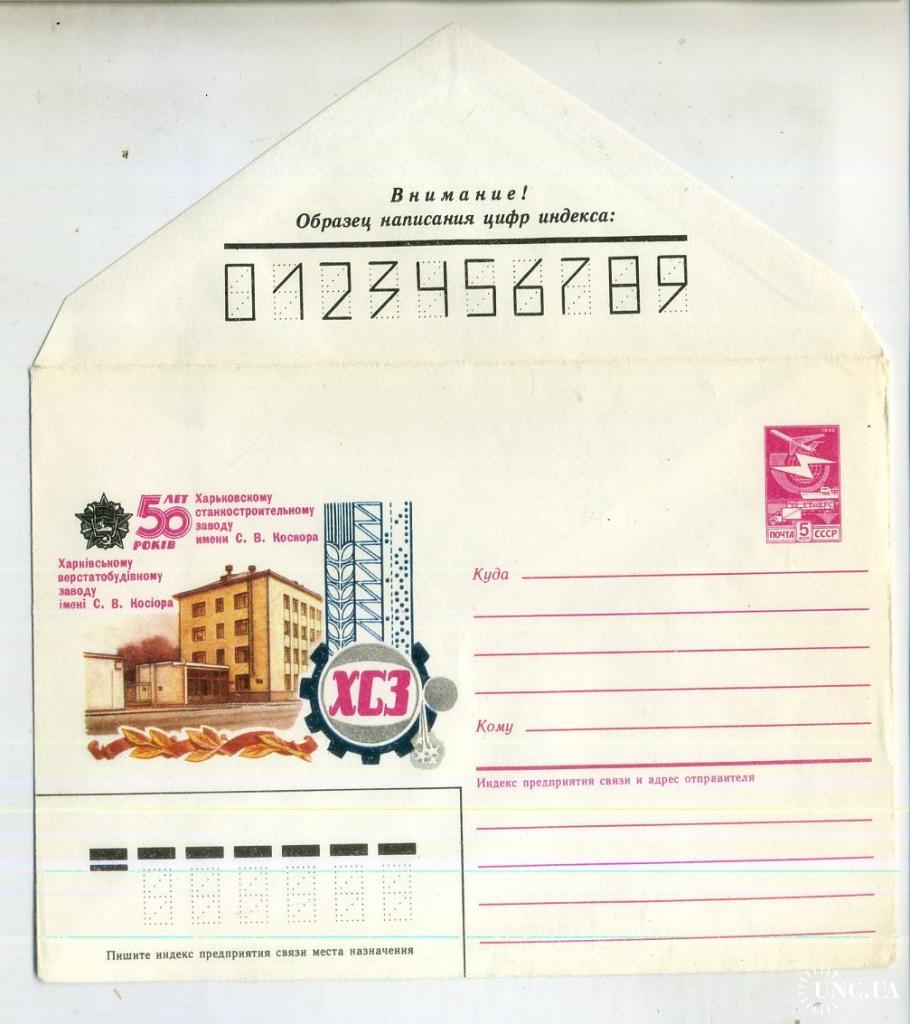 Внимание!
Образец написания цифр индекса:
0123456789
1982
ПОЧТА 5 КОП СССР
50 ЛЕТ
РОКІВ
Харьковскому
станкостроительному
заводу
имени С. В. Косиора
Харківському
верстатобудівному
заводу
імені С. В. Косіора
ХСЗ
Куда
Кому
Индекс предприятия связи и адрес отправителя
Пишите индекс предприятия связи места назначения
UNC.UA